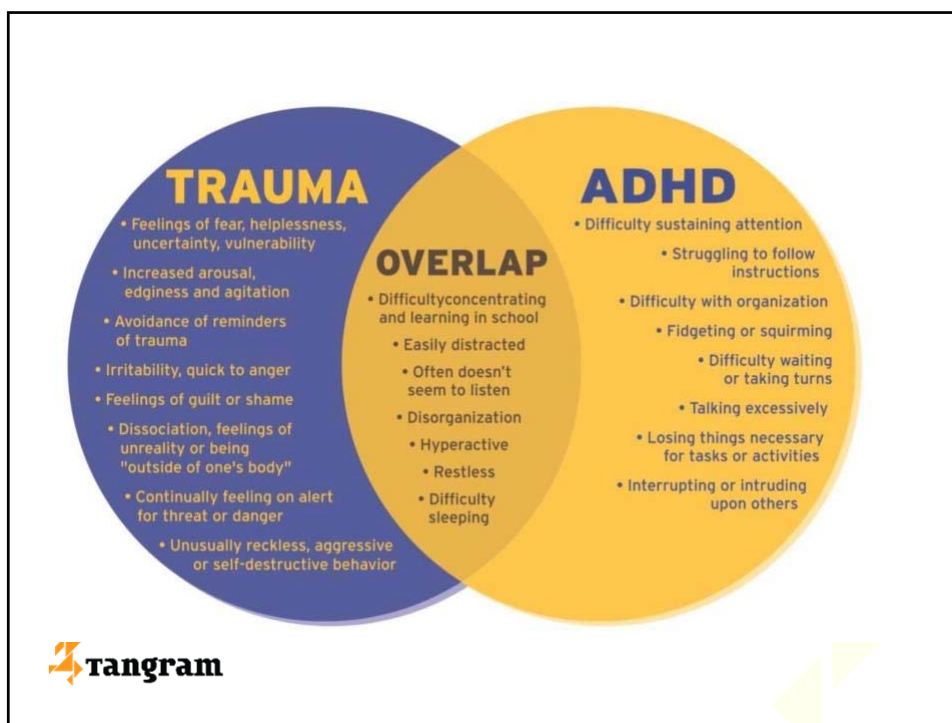 TRAUMA
• Feelings of fear, helplessness,
uncertainty, vulnerability
• Increased arousal,
edginess and agitation
• Avoidance of reminders
of trauma
• Irritability, quick to anger
• Feelings of guilt or shame
• Dissociation, feelings of
unreality or being
"outside of one's body"
• Continually feeling on alert
for threat or danger
• Unusually reckless, aggressive
or self-destructive behavior
OVERLAP
• Difficultyconcentrating
and learning in school
• Easily distracted
• Often doesn't
seem to listen
• Disorganization
• Hyperactive
• Restless
• Difficulty
sleeping
ADHD
• Difficulty sustaining attention
• Struggling to follow
instructions
• Difficulty with organization
• Fidgeting or squirming
• Difficulty waiting
or taking turns
• Talking excessively
• Losing things necessary
for tasks or activities
• Interrupting or intruding
upon others
Tangram